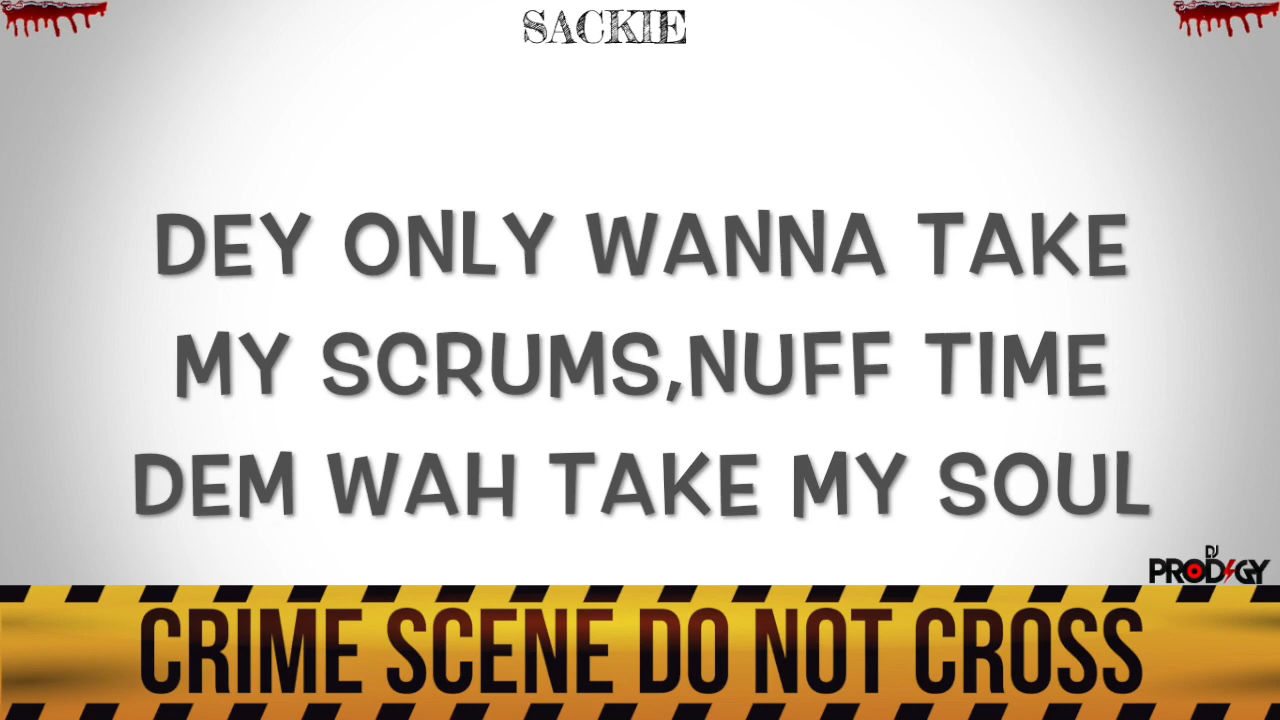 SACKIE
DEY ONLY WANNA TAKE
MY SCRUMS,NUFF TIME
DEM WAH TAKE MY SOUL
DJ
PRODIGY
CRIME SCENE DO NOT CROSS